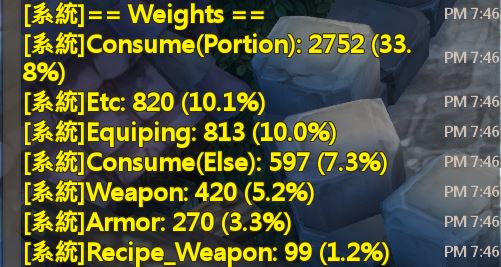 [系統]== Weights == PM 7:46
[系統]Consume(Portion): 2752 (33. PM 7:46
8%) PM 7:46
[系統]Etc: 820 (10.1%) PM 7:46
[系統]Equiping: 813 (10.0%) PM 7:46
[系統]Consume(Else): 597 (7.3%) PM 7:46
[系統]Weapon: 420 (5.2%) PM 7:46
[系統]Armor: 270 (3.3%) PM 7:46
[系統]Recipe_Weapon: 99 (1.2%) PM 7:46